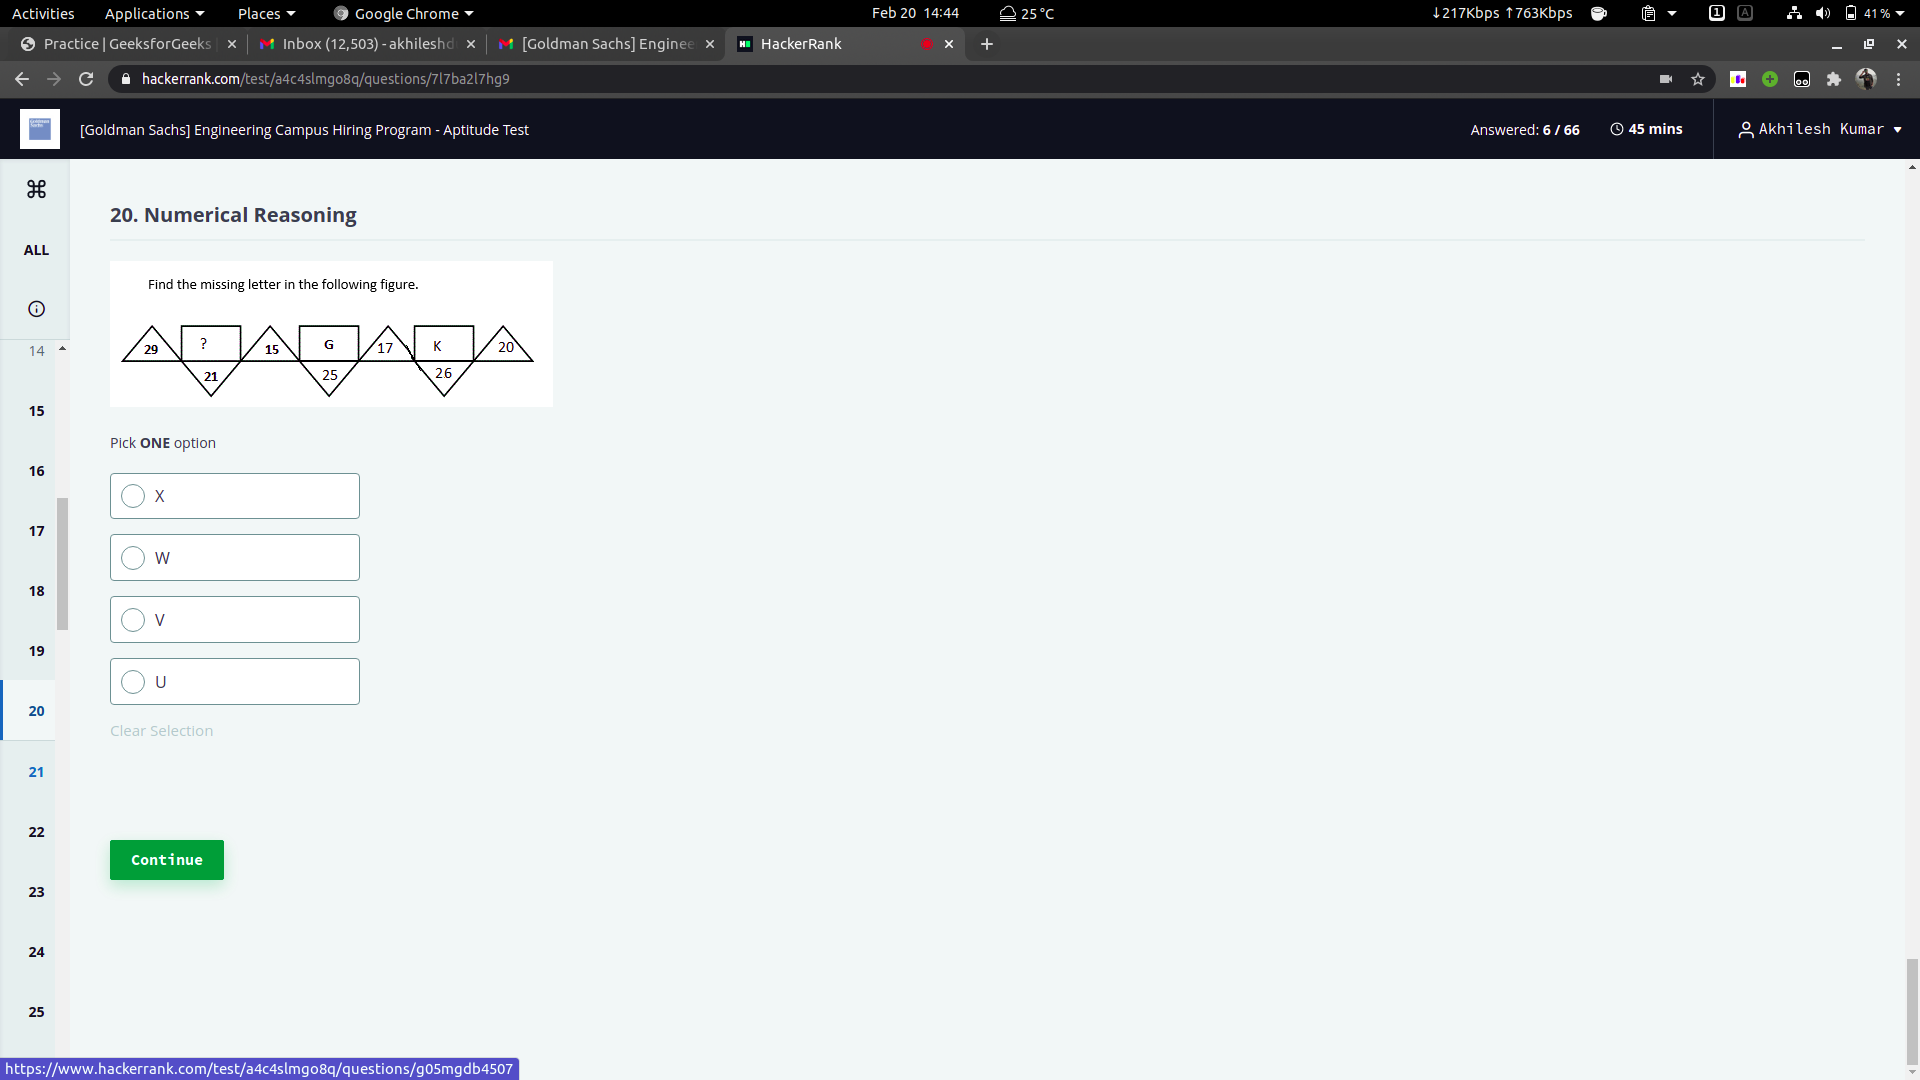 Activities Applications Places Google Chrome Feb 20 14:44 25 °C ↓217Kbps ↑763Kbps 1 A 41 %
Practice | GeeksforGeeks Inbox (12,503) - akhileshd [Goldman Sachs] Enginee HackerRank
hackerrank.com/test/a4c4slmgo8q/questions/7l7ba2l7hg9
[Goldman Sachs] Engineering Campus Hiring Program - Aptitude Test Answered: 6 / 66 45 mins Akhilesh Kumar
ALL
14
15
16
17
18
19
20
21
22
23
24
25
20. Numerical Reasoning
Find the missing letter in the following figure.
29 ? 15 G 17 K 20
21 25 26
Pick ONE option
X
W
V
U
Clear Selection
Continue
https://www.hackerrank.com/test/a4c4slmgo8q/questions/g05mgdb4507